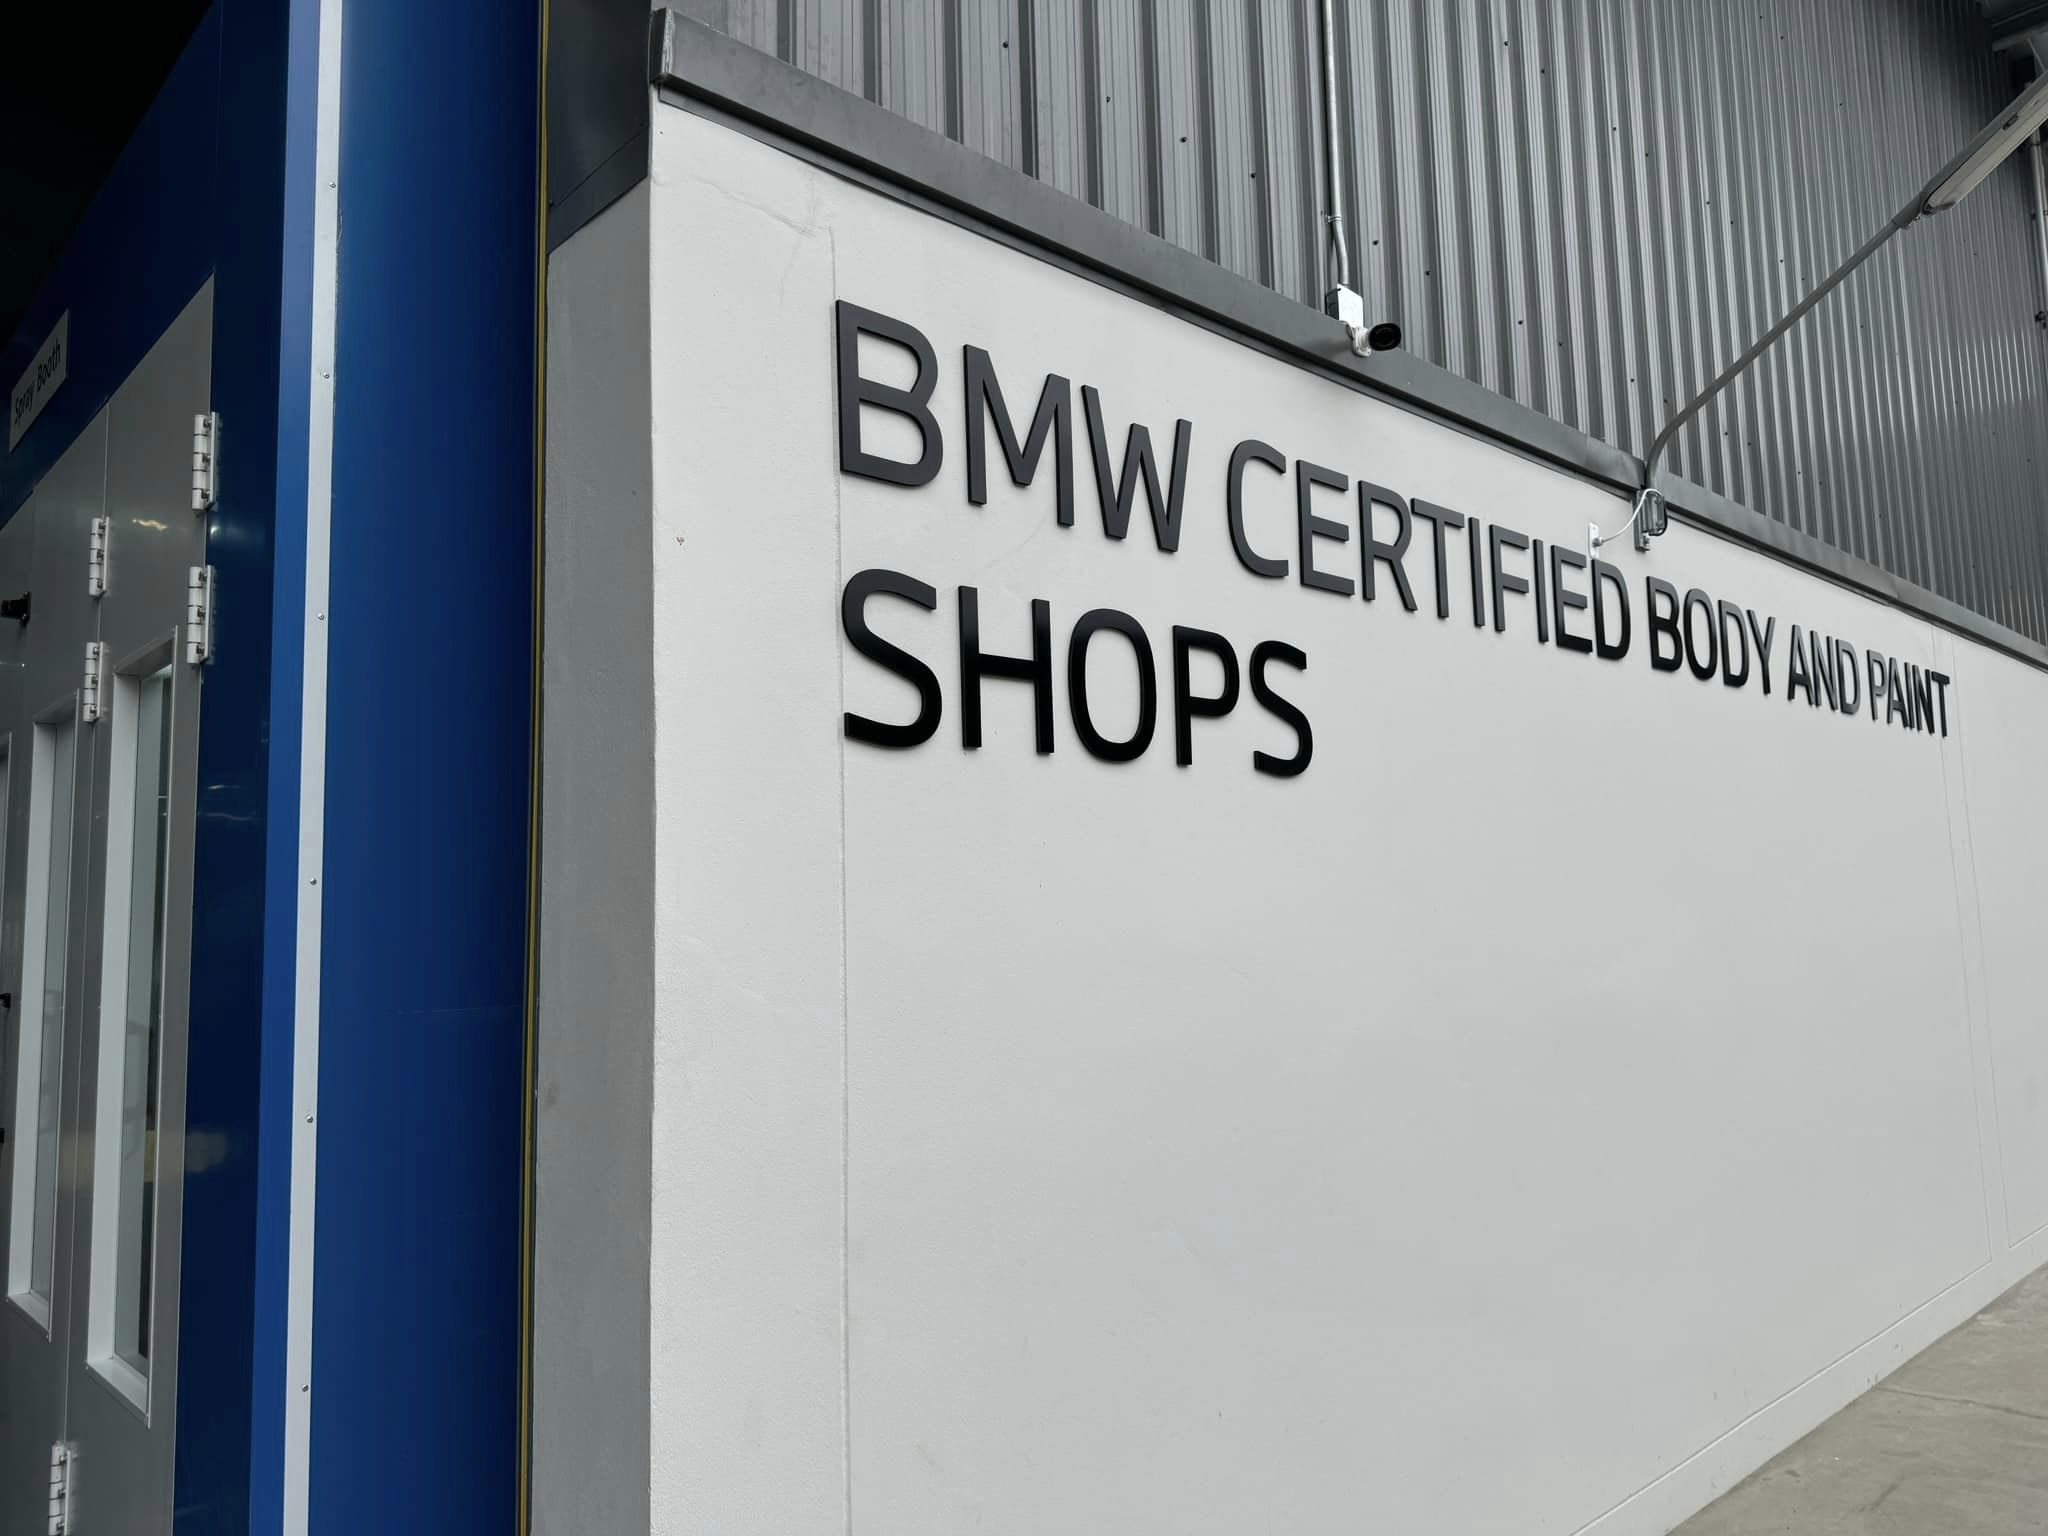 Spray Booth
BMW CERTIFIED BODY AND PAINT
SHOPS